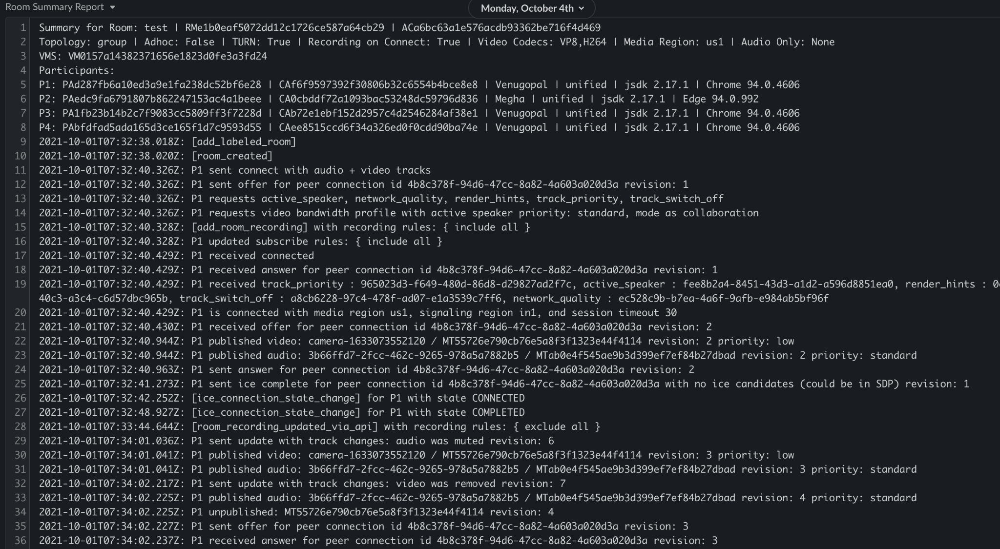 Room Summary Report
Monday, October 4th
1 Summary for Room: test | RMe1b0eaf5072dd12c1726ce587a64cb29 | ACa6bc63a1e576acdb93362be716f4d469
2 Topology: group | Adhoc: False | TURN: True | Recording on Connect: True | Video Codecs: VP8,H264 | Media Region: us1 | Audio Only: None
3 VMS: VM0157a14382371656e1823d0fe3a3fd24
4 Participants:
5 P1: PAd287fb6a10ed3a9e1fa238dc52bf6e28 | CAf6f9597392f30806b32c6554b4bce8e8 | Venugopal | unified | jsdk 2.17.1 | Chrome 94.0.4606
6 P2: PAedc9fa6791807b862247153ac4a1beee | CA0cbddf72a1093bac53248dc59796d836 | Megha | unified | jsdk 2.17.1 | Edge 94.0.992
7 P3: PA1fb23b14b2c7f9083cc5809ff3f7228d | CAb72e1ebf152d2957c4d2546284af38e1 | Venugopal | unified | jsdk 2.17.1 | Chrome 94.0.4606
8 P4: PAbfdfad5ada165d3ce165f1d7c9593d55 | CAee8515ccd6f34a326ed0f0cdd90ba74e | Venugopal | unified | jsdk 2.17.1 | Chrome 94.0.4606
9 2021-10-01T07:32:38.018Z: [add_labeled_room]
10 2021-10-01T07:32:38.020Z: [room_created]
11 2021-10-01T07:32:40.326Z: P1 sent connect with audio + video tracks
12 2021-10-01T07:32:40.326Z: P1 sent offer for peer connection id 4b8c378f-94d6-47cc-8a82-4a603a020d3a revision: 1
13 2021-10-01T07:32:40.326Z: P1 requests active_speaker, network_quality, render_hints, track_priority, track_switch_off
14 2021-10-01T07:32:40.326Z: P1 requests video bandwidth profile with active speaker priority: standard, mode as collaboration
15 2021-10-01T07:32:40.328Z: [add_room_recording] with recording rules: { include all }
16 2021-10-01T07:32:40.328Z: P1 updated subscribe rules: { include all }
17 2021-10-01T07:32:40.429Z: P1 received connected
18 2021-10-01T07:32:40.429Z: P1 received answer for peer connection id 4b8c378f-94d6-47cc-8a82-4a603a020d3a revision: 1
19 2021-10-01T07:32:40.429Z: P1 received track_priority : 965023d3-f649-480d-86d8-d29827ad2f7c, active_speaker : fee8b2a4-8451-43d3-a1d2-a596d8851ea0, render_hints :
40c3-a3c4-c6d57dbc965b, track_switch_off : a8cb6228-97c4-478f-ad07-e1a3539c7ff6, network_quality : ec528c9b-b7ea-4a6f-9afb-e984ab5bf96f
20 2021-10-01T07:32:40.429Z: P1 is connected with media region us1, signaling region in1, and session timeout 30
21 2021-10-01T07:32:40.430Z: P1 received offer for peer connection id 4b8c378f-94d6-47cc-8a82-4a603a020d3a revision: 2
22 2021-10-01T07:32:40.944Z: P1 published video: camera-1633073552120 / MT55726e790cb76e5a8f3f1323e44f4114 revision: 2 priority: low
23 2021-10-01T07:32:40.944Z: P1 published audio: 3b66ffd7-2fcc-462c-9265-978a5a7882b5 / MTab0e4f545ae9b3d399ef7ef84b27dbad revision: 2 priority: standard
24 2021-10-01T07:32:40.963Z: P1 sent answer for peer connection id 4b8c378f-94d6-47cc-8a82-4a603a020d3a revision: 2
25 2021-10-01T07:32:41.273Z: P1 sent ice complete for peer connection id 4b8c378f-94d6-47cc-8a82-4a603a020d3a with no ice candidates (could be in SDP) revision: 1
26 2021-10-01T07:32:42.252Z: [ice_connection_state_change] for P1 with state CONNECTED
27 2021-10-01T07:32:48.927Z: [ice_connection_state_change] for P1 with state COMPLETED
28 2021-10-01T07:33:44.644Z: [room_recording_updated_via_api] with recording rules: { exclude all }
29 2021-10-01T07:34:01.036Z: P1 sent update with track changes: audio was muted revision: 6
30 2021-10-01T07:34:01.041Z: P1 published video: camera-1633073552120 / MT55726e790cb76e5a8f3f1323e44f4114 revision: 3 priority: low
31 2021-10-01T07:34:01.041Z: P1 published audio: 3b66ffd7-2fcc-462c-9265-978a5a7882b5 / MTab0e4f545ae9b3d399ef7ef84b27dbad revision: 3 priority: standard
32 2021-10-01T07:34:02.217Z: P1 sent update with track changes: video was removed revision: 7
33 2021-10-01T07:34:02.225Z: P1 published audio: 3b66ffd7-2fcc-462c-9265-978a5a7882b5 / MTab0e4f545ae9b3d399ef7ef84b27dbad revision: 4 priority: standard
34 2021-10-01T07:34:02.225Z: P1 unpublished: MT55726e790cb76e5a8f3f1323e44f4114 revision: 4
35 2021-10-01T07:34:02.227Z: P1 sent offer for peer connection id 4b8c378f-94d6-47cc-8a82-4a603a020d3a revision: 3
36 2021-10-01T07:34:02.237Z: P1 received answer for peer connection id 4b8c378f-94d6-47cc-8a82-4a603a020d3a revision: 3